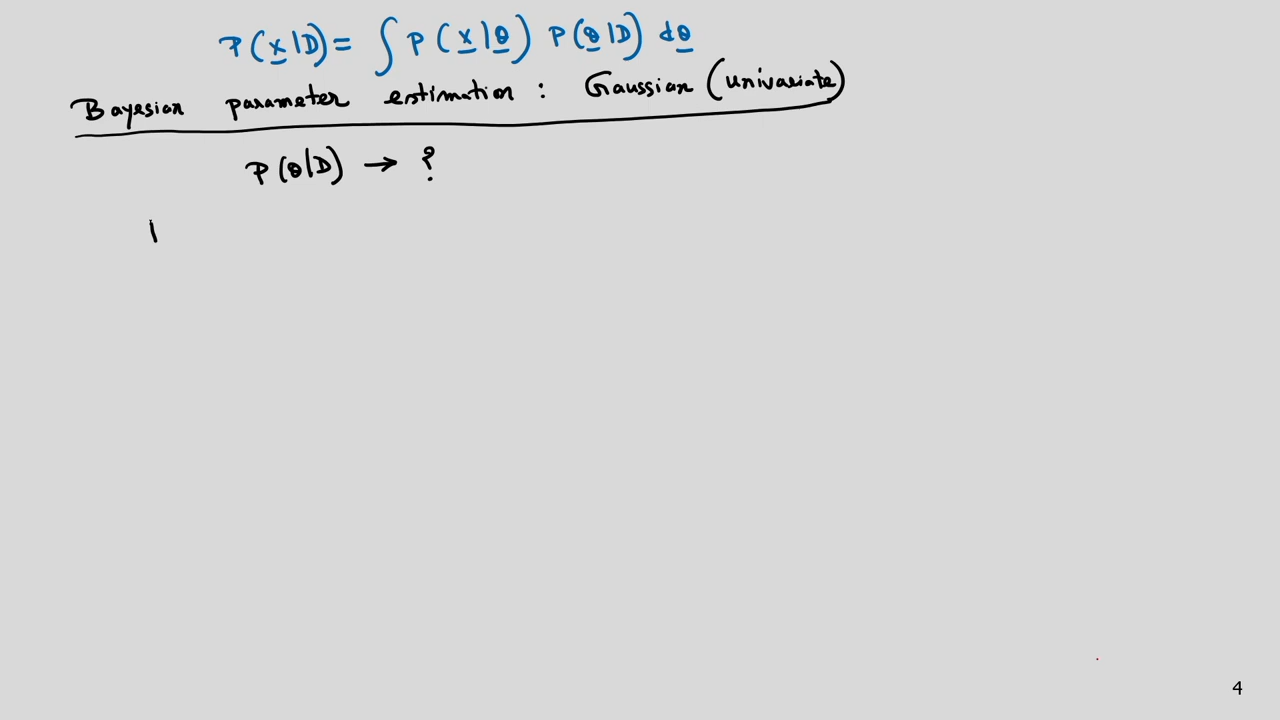 P(x|D) = ∫ P(x|θ) P(θ|D) dθ
Bayesian parameter estimation : Gaussian (univariate)
P(θ|D) → ?
4